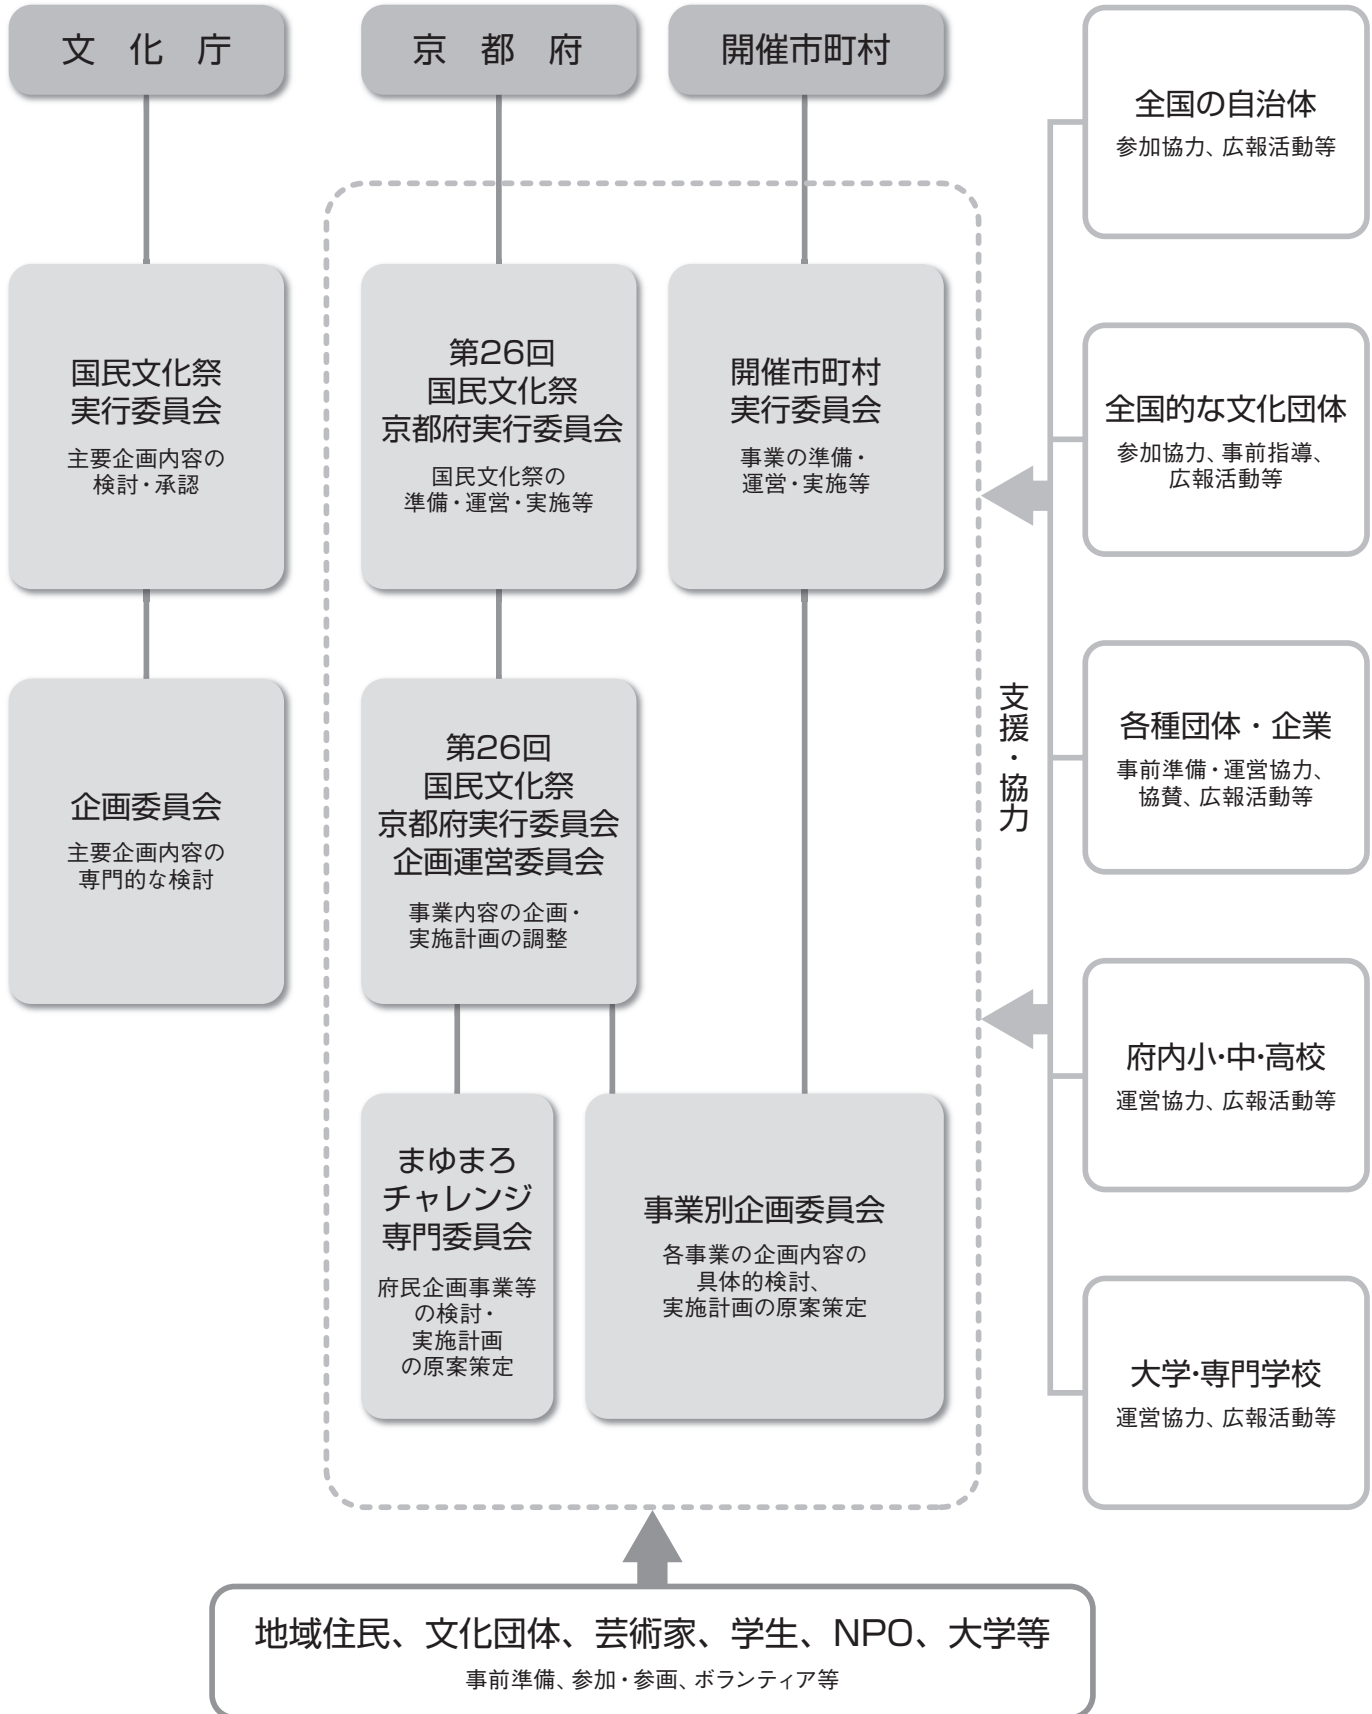 文 化 庁
京 都 府
開催市町村
国民文化祭
実行委員会
主要企画内容の
検討・承認
第26回
国民文化祭
京都府実行委員会
国民文化祭の
準備・運営・実施等
開催市町村
実行委員会
事業の準備・
運営・実施等
企画委員会
主要企画内容の
専門的な検討
第26回
国民文化祭
京都府実行委員会
企画運営委員会
事業内容の企画・
実施計画の調整
まゆまろ
チャレンジ
専門委員会
府民企画事業等
の検討・
実施計画
の原案策定
事業別企画委員会
各事業の企画内容の
具体的検討、
実施計画の原案策定
支援・協力
全国の自治体
参加協力、広報活動等
全国的な文化団体
参加協力、事前指導、
広報活動等
各種団体・企業
事前準備・運営協力、
協賛、広報活動等
府内小・中・高校
運営協力、広報活動等
大学・専門学校
運営協力、広報活動等
地域住民、文化団体、芸術家、学生、NPO、大学等
事前準備、参加・参画、ボランティア等